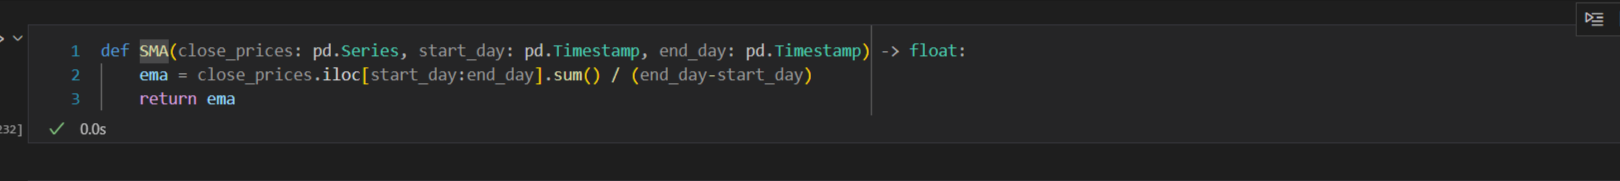 1 def SMA(close_prices: pd.Series, start_day: pd.Timestamp, end_day: pd.Timestamp) -> float:
2 ema = close_prices.iloc[start_day:end_day].sum() / (end_day-start_day)
3 return ema
232] 0.0s